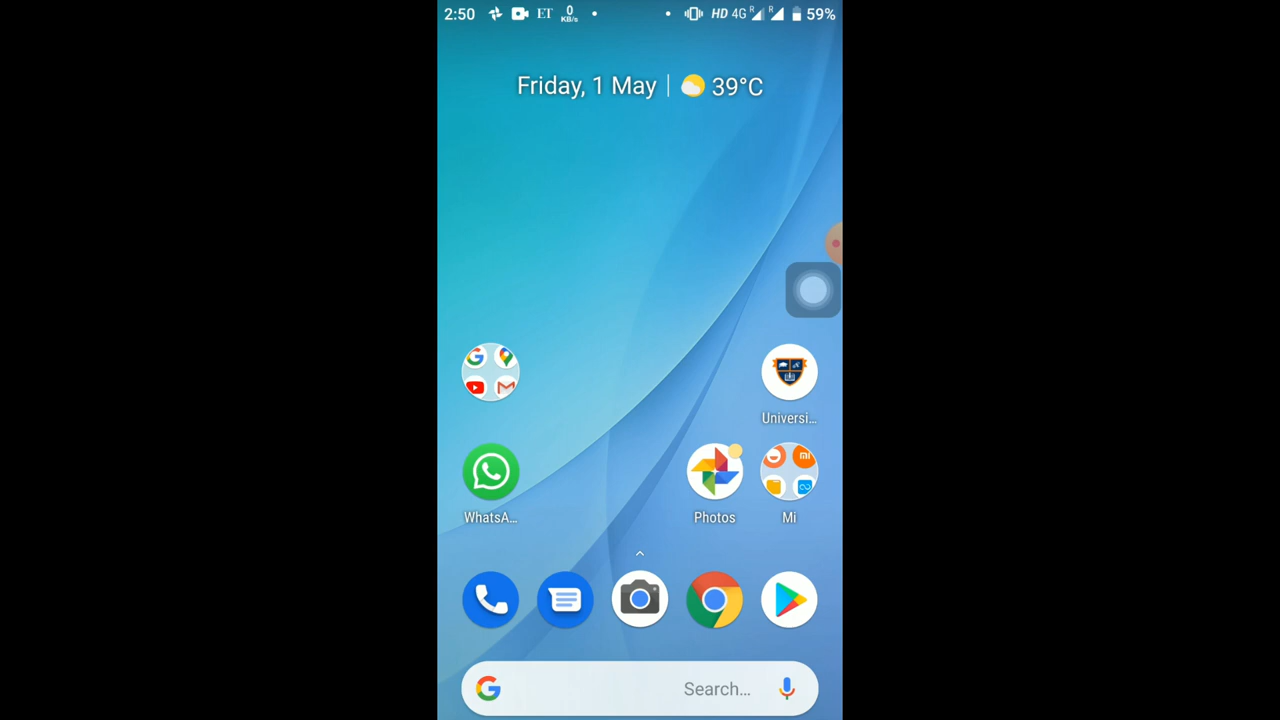 2:50 ET 0 KB/s HD 4G R R 59%
Friday, 1 May | 39°C
Universi...
WhatsA... Photos Mi
Search...